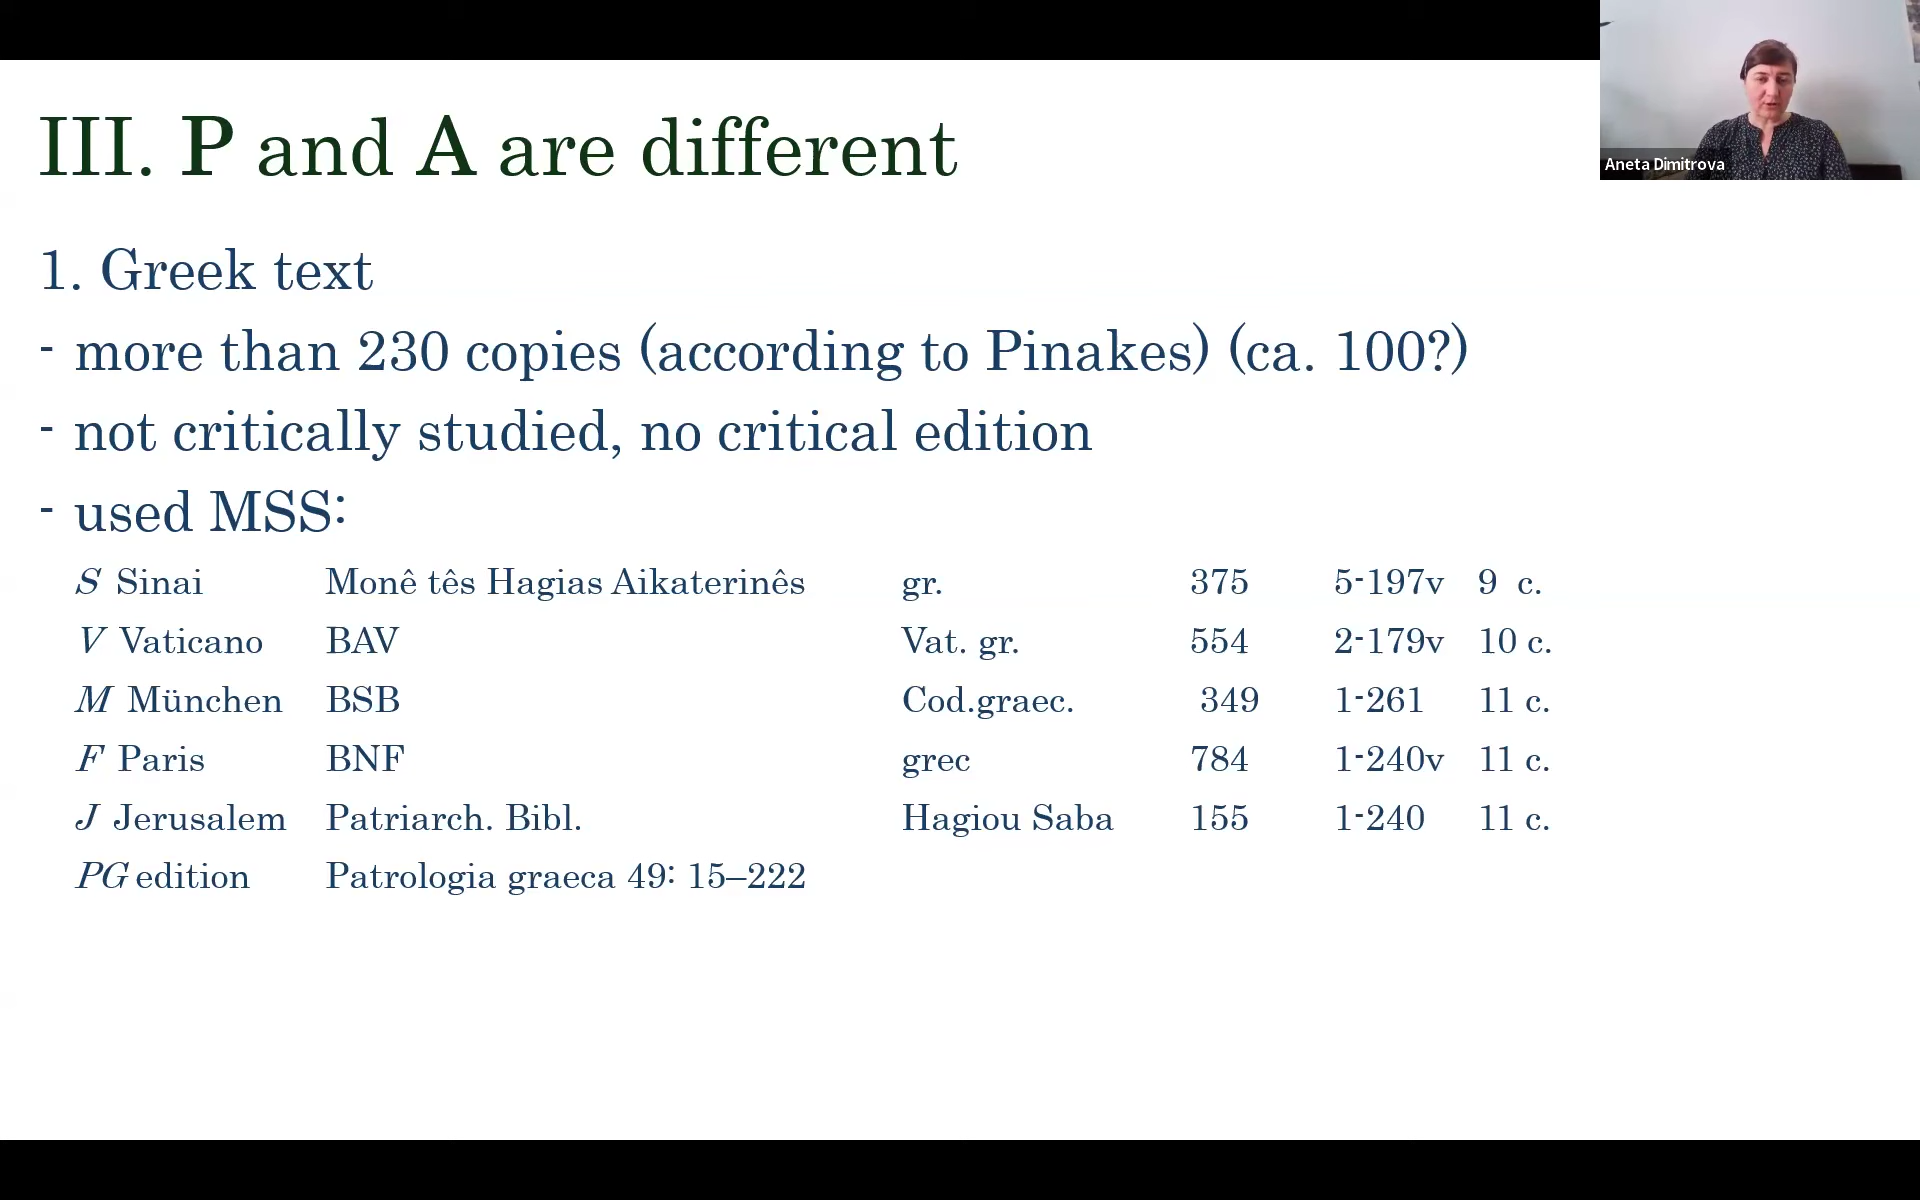 III. P and A are different
Aneta Dimitrova
1. Greek text
- more than 230 copies (according to Pinakes) (ca. 100?)
- not critically studied, no critical edition
- used MSS:
S Sinai Monê tês Hagias Aikaterinês gr. 375 5-197v 9 c.
V Vaticano BAV Vat. gr. 554 2-179v 10 c.
M München BSB Cod.graec. 349 1-261 11 c.
F Paris BNF grec 784 1-240v 11 c.
J Jerusalem Patriarch. Bibl. Hagiou Saba 155 1-240 11 c.
PG edition Patrologia graeca 49: 15–222